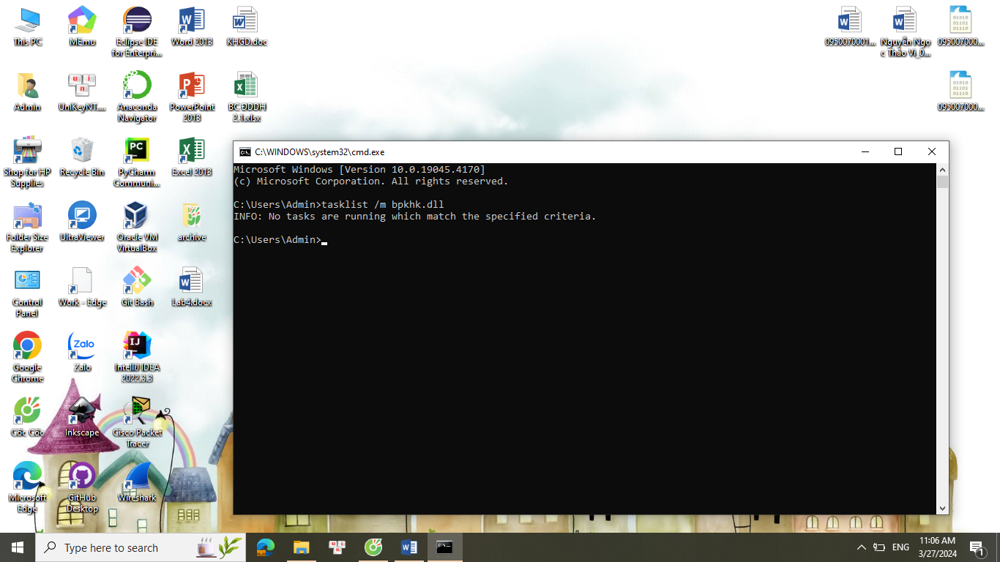 This PC
MEmu
Eclipse IDE
for Enterpri...
Word 2013
KHGD.doc
0950070001...
Nguyễn Ngọ
c Thảo Vi_0...
095007000...
Admin
UniKeyNT....
Anaconda
Navigator
PowerPoint
2013
BC ĐDDH
2.1.xlsx
095007000...
Shop for HP
Supplies
Recycle Bin
PyCharm
Communi...
Excel 2013
Folder Size
Explorer
UltraViewer
Oracle VM
VirtualBox
archive
Control
Panel
Work - Edge
Git Bash
Lab4.docx
Google
Chrome
Zalo
IntelliJ IDEA
2022.3.3
Cốc Cốc
Inkscape
Cisco Packet
Tracer
Microsoft
Edge
GitHub
Desktop
Wireshark
C:\WINDOWS\system32\cmd.exe
Microsoft Windows [Version 10.0.19045.4170]
(c) Microsoft Corporation. All rights reserved.
C:\Users\Admin>tasklist /m bpkhk.dll
INFO: No tasks are running which match the specified criteria.
C:\Users\Admin>
Type here to search
ENG
11:06 AM
3/27/2024
1